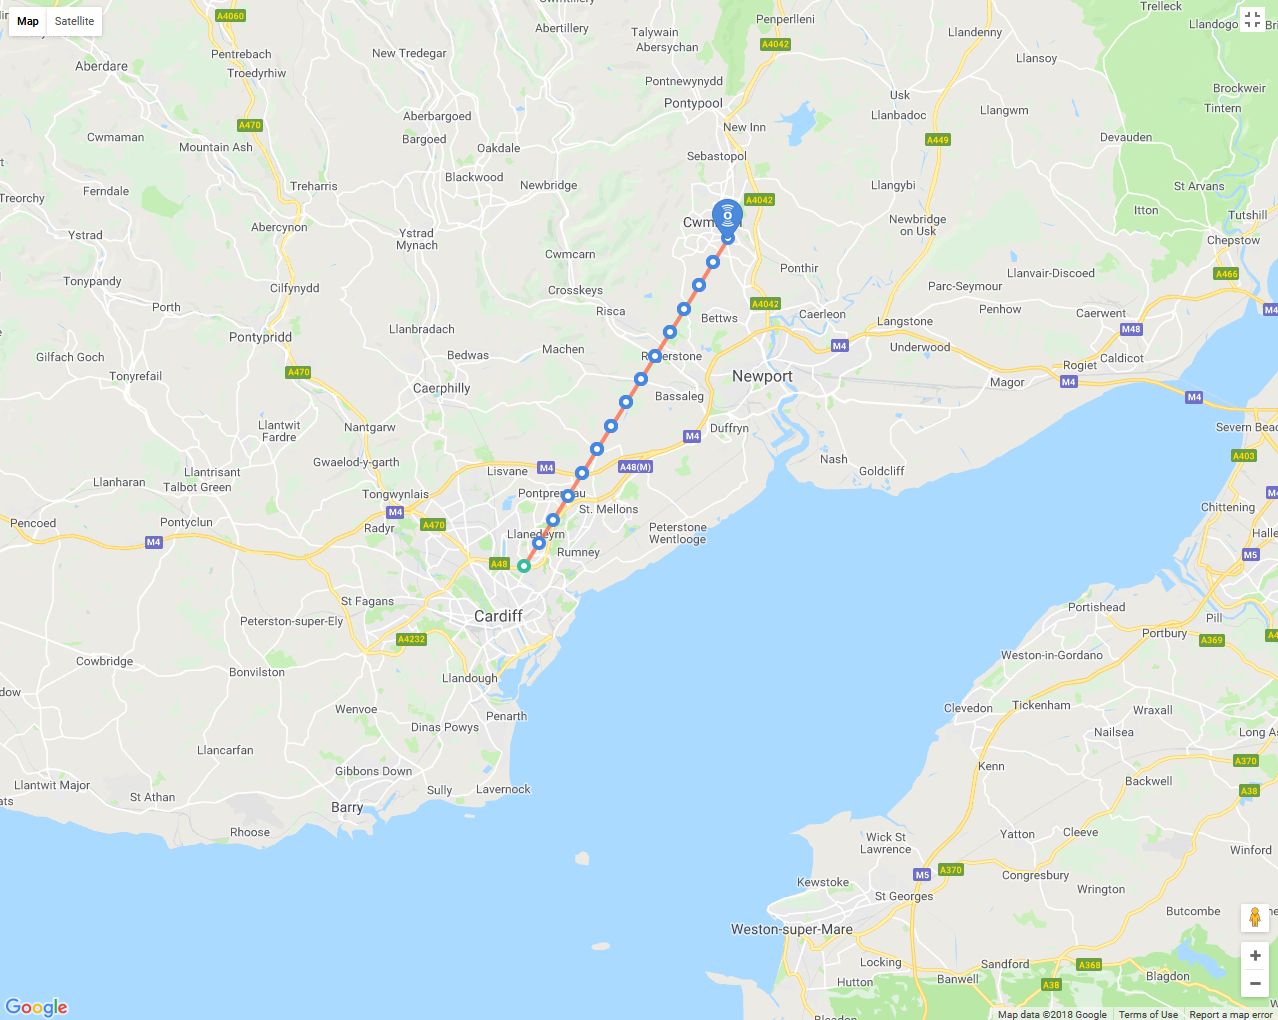 Map
Satellite
A4060
Cwmtillery
Abertillery
Talywain
Abersychan
Penperlleni
A4042
Trelleck
Llandogo
Llandenny
Llansoy
Pentrebach
Troedyrhiw
New Tredegar
Aberdare
Pontnewynydd
Pontypool
Usk
Llanbadoc
Llangwm
Brockweir
Tintern
Aberbargoed
Bargoed
A470
Cwmaman
Mountain Ash
Oakdale
New Inn
Sebastopol
A449
Devauden
Treharris
Blackwood
Newbridge
Llangybi
St Arvans
Ferndale
Treorchy
A4042
Itton
Tutshill
Abercynon
Ystrad
Mynach
Newbridge
on Usk
Ystrad
Cwmcarn
Ponthir
Chepstow
Llanvair-Discoed
A466
Tonypandy
Cilfynydd
Crosskeys
Parc-Seymour
Porth
Risca
Bettws
A4042
Caerleon
Penhow
Caerwent
M4
Pontypridd
Llanbradach
Langstone
M48
Gilfach Goch
Bedwas
Machen
M4
Underwood
Caldicot
Rogiet
Tonyrefail
A470
Caerphilly
Newport
Magor
M4
M4
Bassaleg
Llantwit
Fardre
Nantgarw
Duffryn
M4
Severn Beach
Gwaelod-y-garth
Lisvane
M4
A48(M)
Nash
Goldcliff
A403
Llantrisant
Llanharan
Talbot Green
Tongwynlais
St. Mellons
M4
Chittening
Pencoed
Pontyclun
M4
Radyr
A470
Peterstone
Wentlooge
M4
Rumney
M5
A48
St Fagans
Portishead
Cardiff
Pill
Peterston-super-Ely
A4232
Portbury
A369
Weston-in-Gordano
Cowbridge
Bonvilston
Llandough
Wenvoe
Dinas Powys
Penarth
Clevedon
Tickenham
Wraxall
Nailsea
Llancarfan
Kenn
A370
Gibbons Down
Backwell
Llantwit Major
St Athan
Sully
Lavernock
A38
Barry
Rhoose
Wick St
Lawrence
Yatton
Cleeve
Winford
Kewstoke
M5
A370
Congresbury
St Georges
Wrington
Butcombe
Weston-super-Mare
Locking
Sandford
A368
Hutton
Banwell
A38
Blagdon
Google
Map data ©2018 Google
Terms of Use
Report a map error